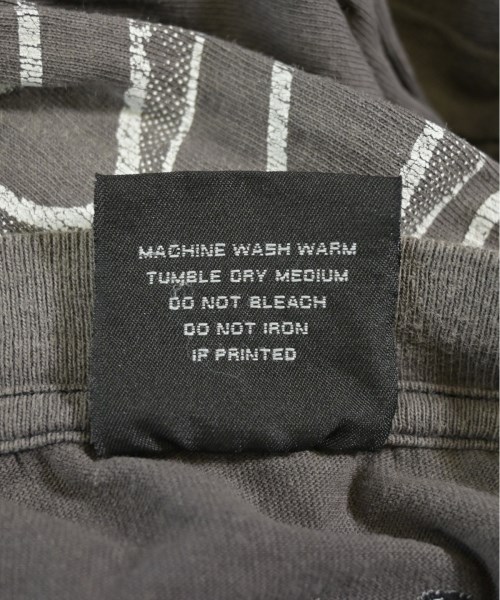 MACHINE WASH WARM
TUMBLE DRY MEDIUM
DO NOT BLEACH
DO NOT IRON
IF PRINTED